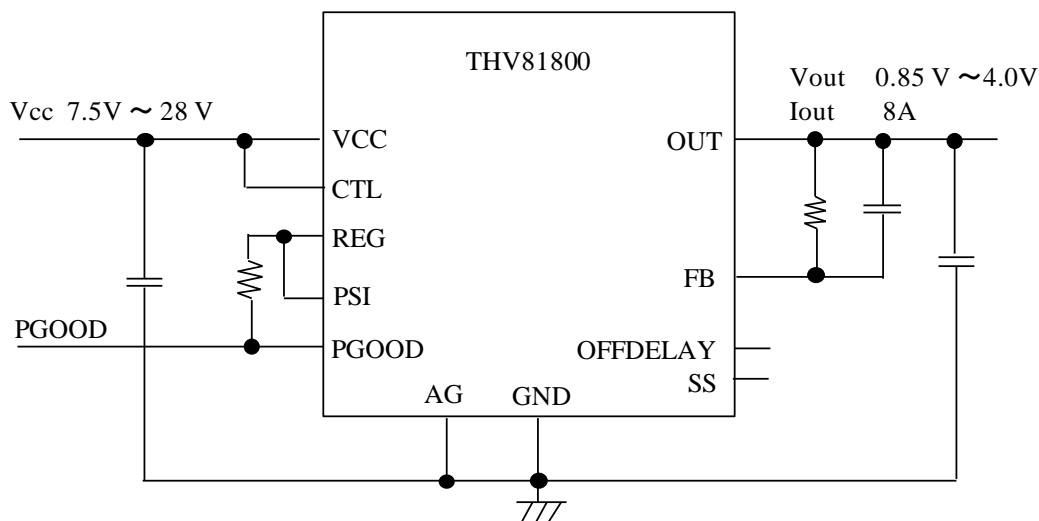 THV81800
Vcc 7.5V ～ 28 V
Vout 0.85 V ～4.0V
Iout 8A
VCC
OUT
CTL
REG
FB
PSI
PGOOD
PGOOD
OFFDELAY
SS
AG
GND